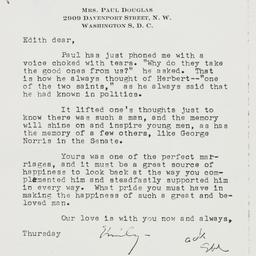 MRS. PAUL DOUGLAS
2909 DAVENPORT STREET, N. W.
WASHINGTON 8, D. C.
Edith dear,
Paul has just phoned me with a
voice choked with tears. "Why do they take
the good ones from us?" he asked. That
is how he always thought of Herbert--"one
of the two saints," as he always said that
he had known in politics.
It lifted one's thoughts just to
know there was such a man, and the memory
will shine on and inspire young men, as has
the memory of a few others, like George
Norris in the Senate.
Yours was one of the perfect mar-
riages, and it must be a great source of
happiness to look back at the way you com-
plemented him and steadfastly supported him
in every way. What pride you must have in
making the happiness of such a great and be-
loved man.
Our love is with you now and always,
Thursday Emily-